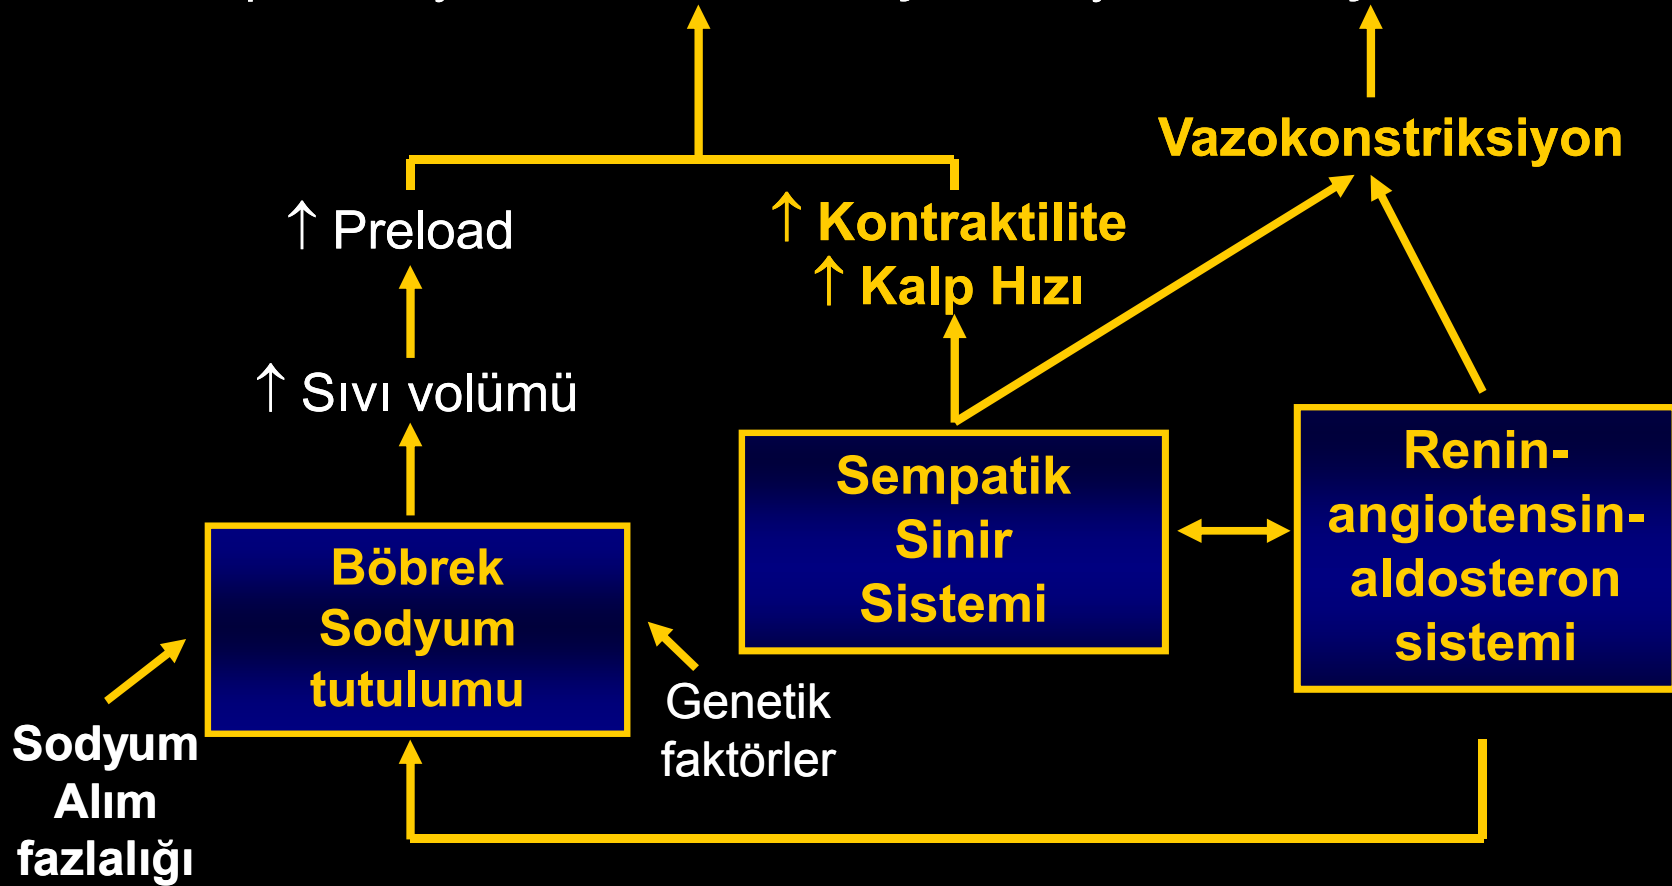 Vazokonstriksiyon
↑ Preload
↑ Kontraktilite
↑ Kalp Hızı
↑ Sıvı volümü
Sempatik
Sinir
Sistemi
Renin-
angiotensin-
aldosteron
sistemi
Böbrek
Sodyum
tutulumu
Genetik
faktörler
Sodyum
Alım
fazlalığı